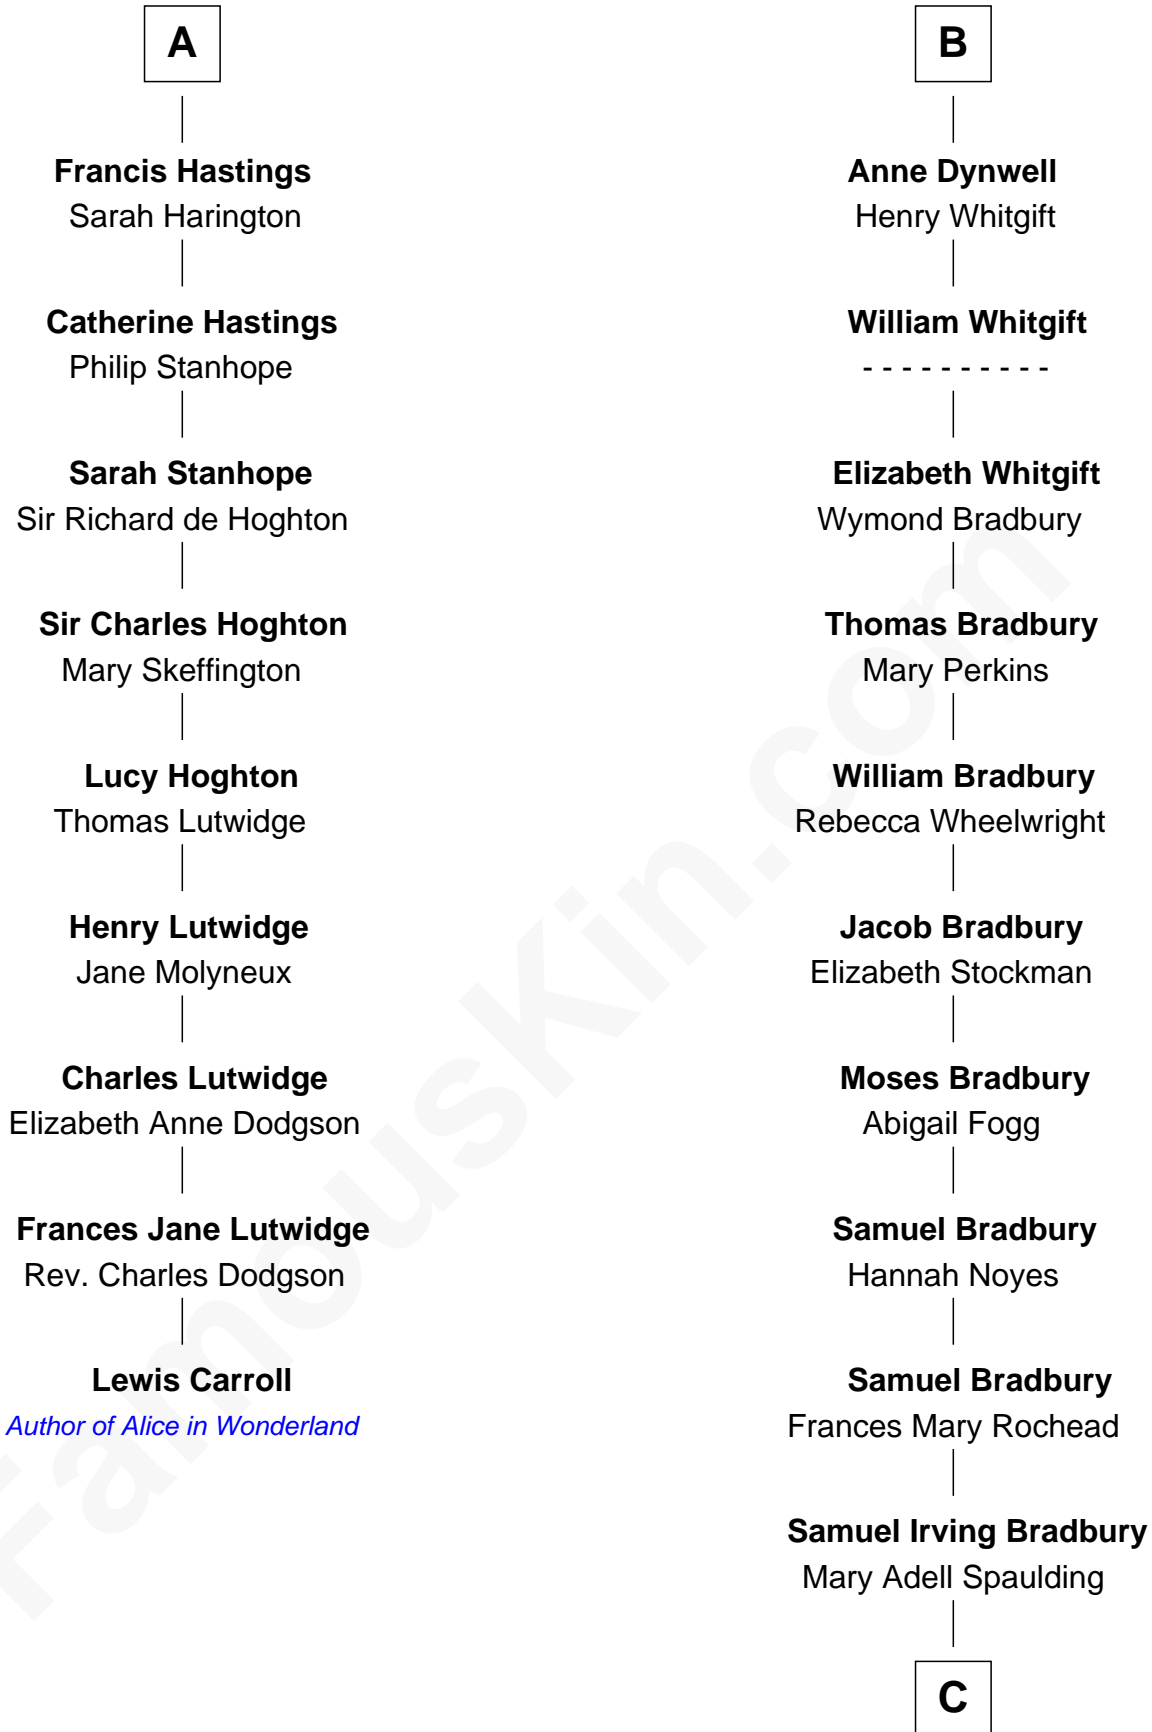 A
Francis Hastings
Sarah Harington
Catherine Hastings
Philip Stanhope
Sarah Stanhope
Sir Richard de Hoghton
Sir Charles Hoghton
Mary Skeffington
Lucy Hoghton
Thomas Lutwidge
Henry Lutwidge
Jane Molyneux
Charles Lutwidge
Elizabeth Anne Dodgson
Frances Jane Lutwidge
Rev. Charles Dodgson
Lewis Carroll
Author of Alice in Wonderland
B
Anne Dynwell
Henry Whitgift
William Whitgift
- - - - - - - - - -
Elizabeth Whitgift
Wymond Bradbury
Thomas Bradbury
Mary Perkins
William Bradbury
Rebecca Wheelwright
Jacob Bradbury
Elizabeth Stockman
Moses Bradbury
Abigail Fogg
Samuel Bradbury
Hannah Noyes
Samuel Bradbury
Frances Mary Rochead
Samuel Irving Bradbury
Mary Adell Spaulding
C
FamousKin.com